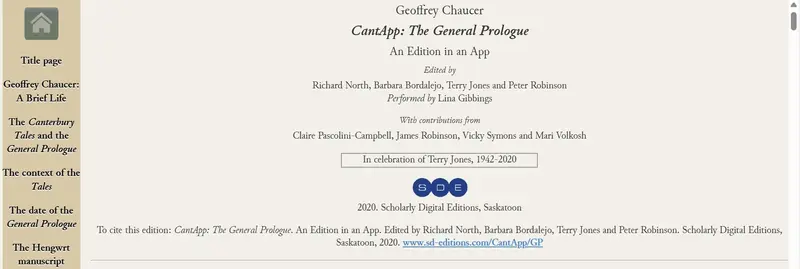 Title page
Geoffrey Chaucer:
A Brief Life
The Canterbury
Tales and the
General Prologue
The context of the
Tales
The date of the
General Prologue
The Hengwrt
manuscript
Geoffrey Chaucer
CantApp: The General Prologue
An Edition in an App
Edited by
Richard North, Barbara Bordalejo, Terry Jones and Peter Robinson
Performed by Lina Gibbings
With contributions from
Claire Pascolini-Campbell, James Robinson, Vicky Symons and Mari Volkosh
In celebration of Terry Jones, 1942-2020
SDE
2020. Scholarly Digital Editions, Saskatoon
To cite this edition: CantApp: The General Prologue. An Edition in an App. Edited by Richard North, Barbara Bordalejo, Terry Jones and Peter Robinson. Scholarly Digital Editions,
Saskatoon, 2020. www.sd-editions.com/CantApp/GP